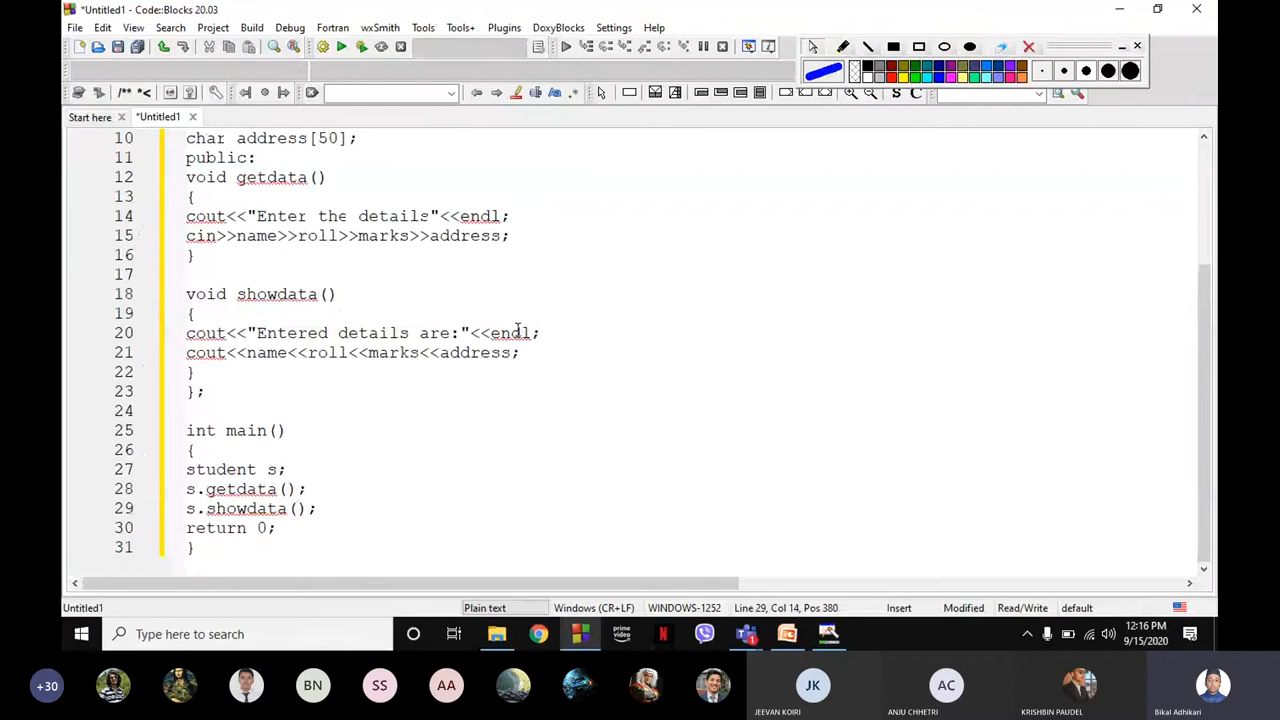 *Untitled1 - Code::Blocks 20.03
File Edit View Search Project Build Debug Fortran wxSmith Tools Tools+ Plugins DoxyBlocks Settings Help
/** *<
S C
Start here *Untitled1
10 char address[50];
11 public:
12 void getdata()
13 {
14 cout<<"Enter the details"<<endl;
15 cin>>name>>roll>>marks>>address;
16 }
17
18 void showdata()
19 {
20 cout<<"Entered details are:"<<endl;
21 cout<<name<<roll<<marks<<address;
22 }
23 };
24
25 int main()
26 {
27 student s;
28 s.getdata();
29 s.showdata();
30 return 0;
31 }
Untitled1 Plain text Windows (CR+LF) WINDOWS-1252 Line 29, Col 14, Pos 380 Insert Modified Read/Write default
Type here to search
prime video
N
12:16 PM
9/15/2020
+30 BN SS AA JK AC
JEEVAN KOIRI ANJU CHHETRI KRISHBIN PAUDEL Bikal Adhikari